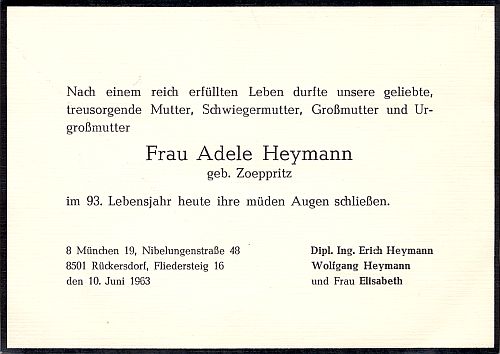 Nach einem reich erfüllten Leben durfte unsere geliebte,
treusorgende Mutter, Schwiegermutter, Großmutter und Ur-
großmutter
Frau Adele Heymann
geb. Zoeppritz
im 93. Lebensjahr heute ihre müden Augen schließen.
8 München 19, Nibelungenstraße 48
8501 Rückersdorf, Fliedersteig 16
den 10. Juni 1963
Dipl. Ing. Erich Heymann
Wolfgang Heymann
und Frau Elisabeth